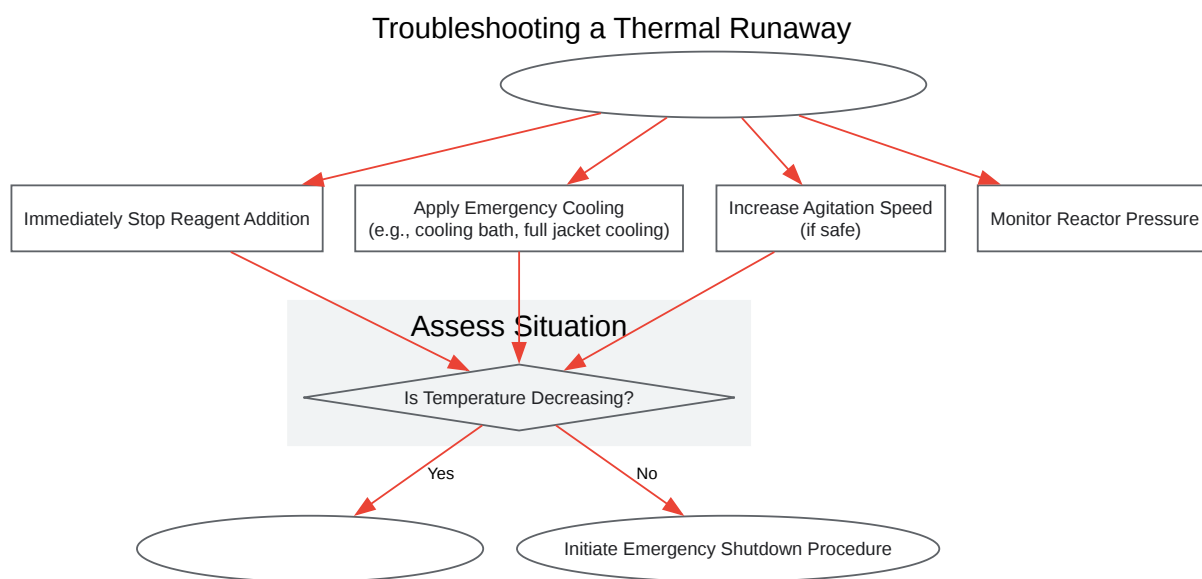 Troubleshooting a Thermal Runaway
Immediately Stop Reagent Addition
Apply Emergency Cooling
(e.g., cooling bath, full jacket cooling)
Increase Agitation Speed
(if safe)
Monitor Reactor Pressure
Assess Situation
Is Temperature Decreasing?
Yes
No
Initiate Emergency Shutdown Procedure